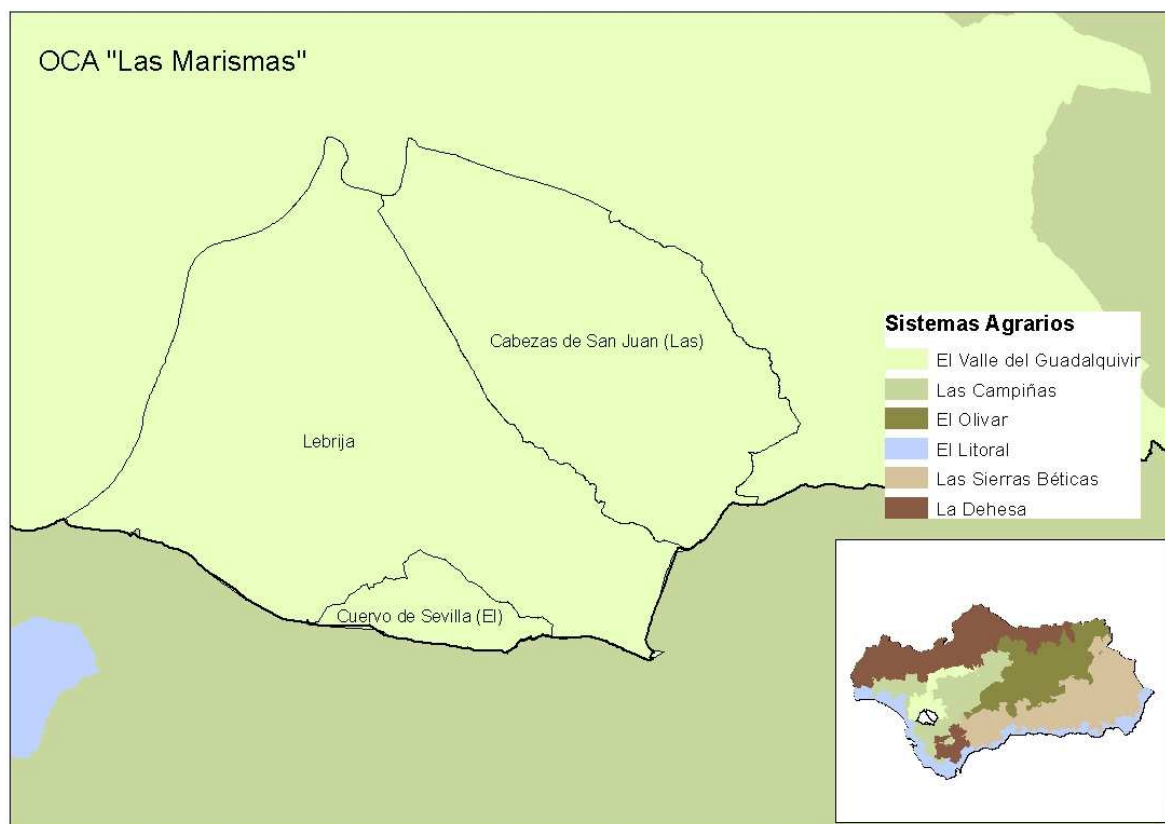 OCA "Las Marismas"
Cabezas de San Juan (Las)
Lebrija
Cuervo de Sevilla (El)
Sistemas Agrarios
El Valle del Guadalquivir
Las Campiñas
El Olivar
El Litoral
Las Sierras Béticas
La Dehesa